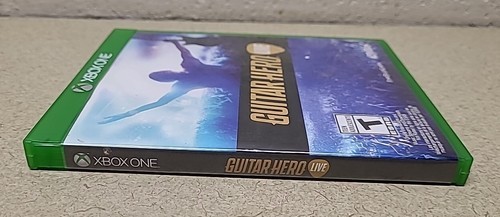 XBOX ONE
GUITAR HERO
LIVE
T
XBOX ONE
GUITAR HERO LIVE